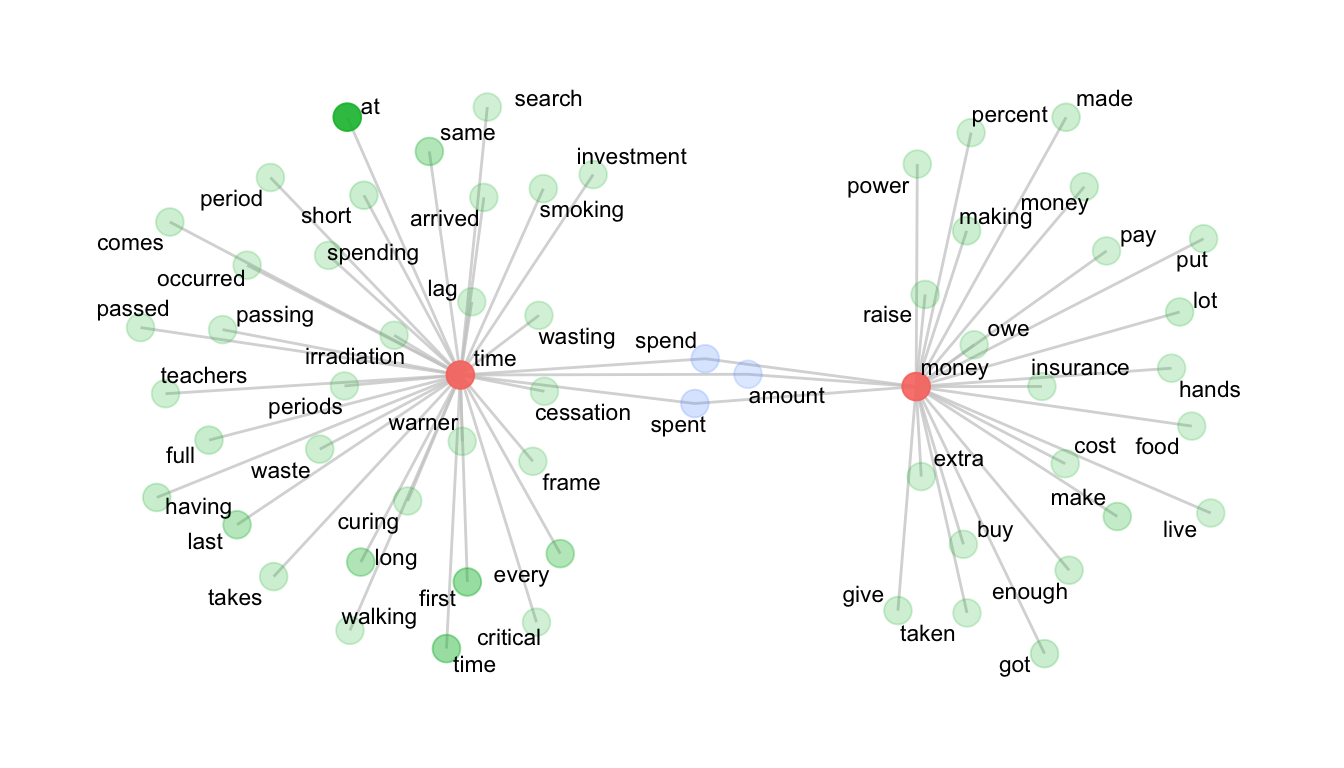 at
search
same
investment
period
short
arrived
smoking
comes
spending
occurred
lag
passed
passing
wasting
irradiation
time
spend
teachers
periods
cessation
amount
warner
spent
full
waste
frame
having
curing
last
long
every
takes
first
walking
critical
time
made
percent
power
making
money
pay
put
raise
lot
owe
money
insurance
hands
extra
cost
food
make
buy
live
give
enough
taken
got